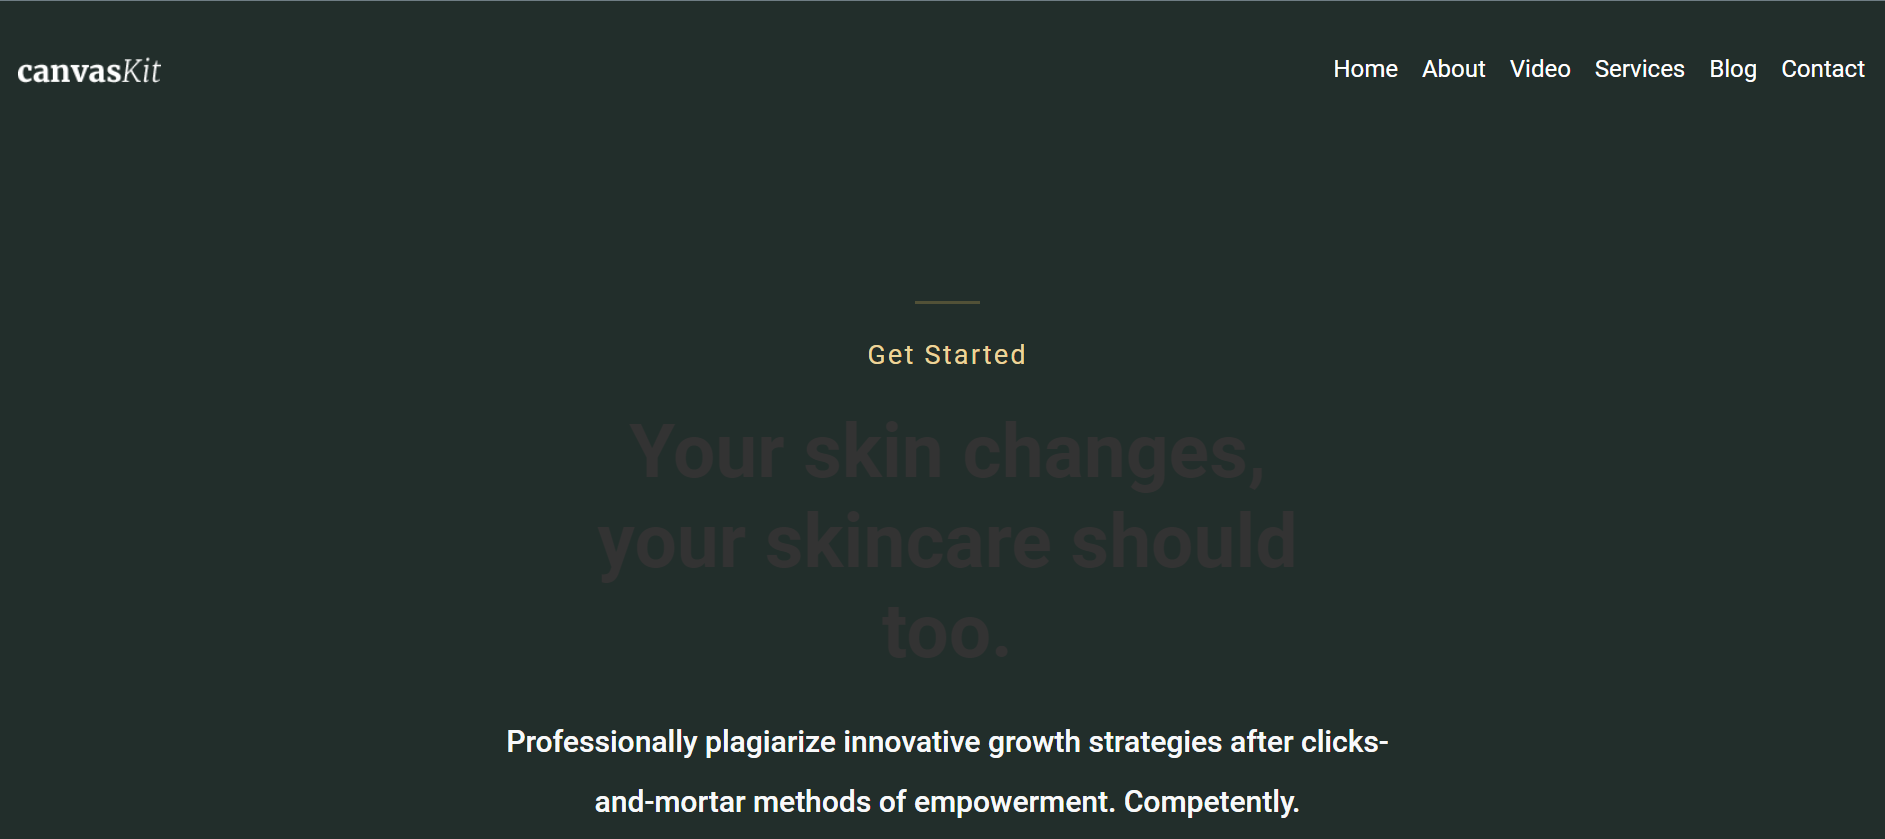 canvasKit
Home About Video Services Blog Contact
Get Started
Your skin changes,
your skincare should
too.
Professionally plagiarize innovative growth strategies after clicks-
and-mortar methods of empowerment. Competently.